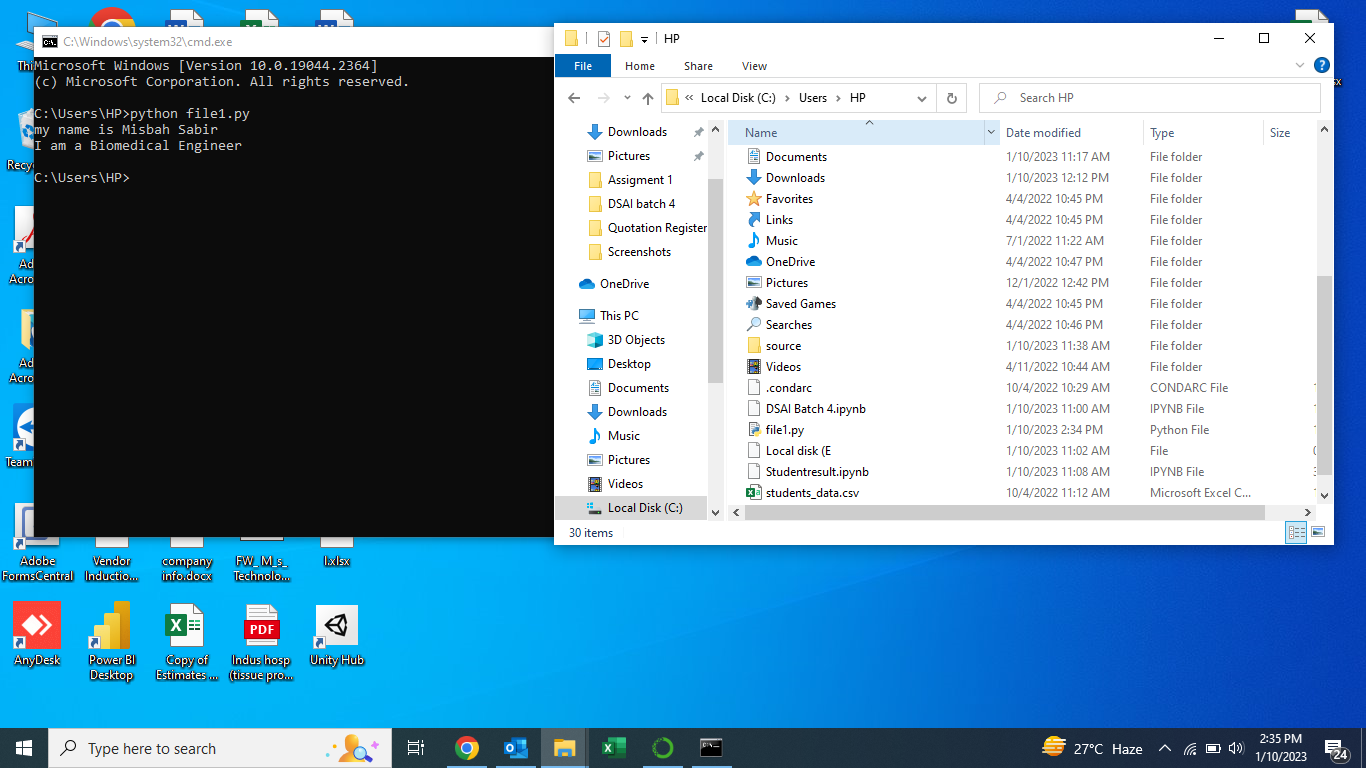 C:\Windows\system32\cmd.exe
Microsoft Windows [Version 10.0.19044.2364]
(c) Microsoft Corporation. All rights reserved.
C:\Users\HP>python file1.py
my name is Misbah Sabir
I am a Biomedical Engineer
C:\Users\HP>
HP
File Home Share View
Local Disk (C:) Users HP
Search HP
Downloads
Pictures
Assigment 1
DSAI batch 4
Quotation Register
Screenshots
OneDrive
This PC
3D Objects
Desktop
Documents
Downloads
Music
Pictures
Videos
Local Disk (C:)
Name Date modified Type Size
Documents 1/10/2023 11:17 AM File folder
Downloads 1/10/2023 12:12 PM File folder
Favorites 4/4/2022 10:45 PM File folder
Links 4/4/2022 10:45 PM File folder
Music 7/1/2022 11:22 AM File folder
OneDrive 4/4/2022 10:47 PM File folder
Pictures 12/1/2022 12:42 PM File folder
Saved Games 4/4/2022 10:45 PM File folder
Searches 4/4/2022 10:46 PM File folder
source 1/10/2023 11:38 AM File folder
Videos 4/11/2022 10:44 AM File folder
.condarc 10/4/2022 10:29 AM CONDARC File
DSAI Batch 4.ipynb 1/10/2023 11:00 AM IPYNB File
file1.py 1/10/2023 2:34 PM Python File
Local disk (E 1/10/2023 11:02 AM File
Studentresult.ipynb 1/10/2023 11:08 AM IPYNB File
students_data.csv 10/4/2022 11:12 AM Microsoft Excel C...
30 items
Adobe
FormsCentral
Vendor
Inductio...
company
info.docx
FW_ M_s_
Technolo...
l.xlsx
AnyDesk
Power BI
Desktop
Copy of
Estimates ...
PDF
Indus hosp
(tissue pro...
Unity Hub
Type here to search
27°C Haze
2:35 PM
1/10/2023
24